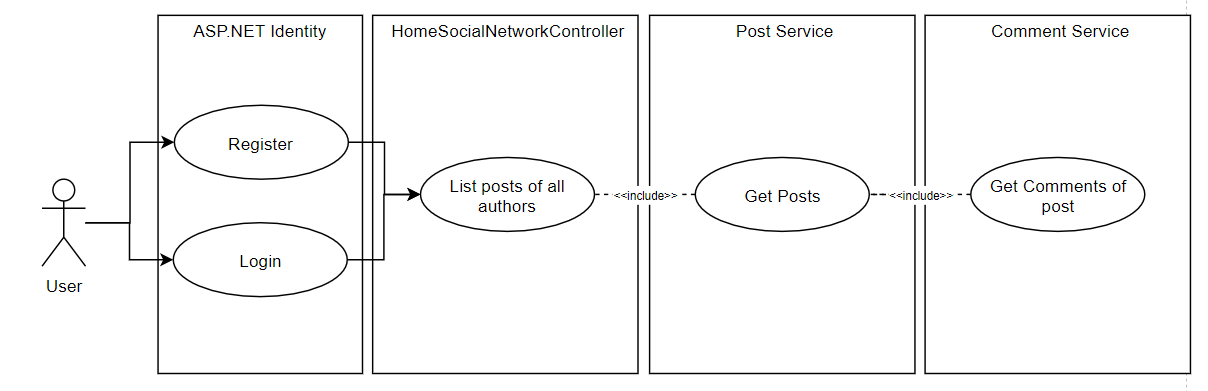 ASP.NET Identity
HomeSocialNetworkController
Post Service
Comment Service
Register
List posts of all
authors
<<include>>
Get Posts
<<include>>
Get Comments of
post
Login
User